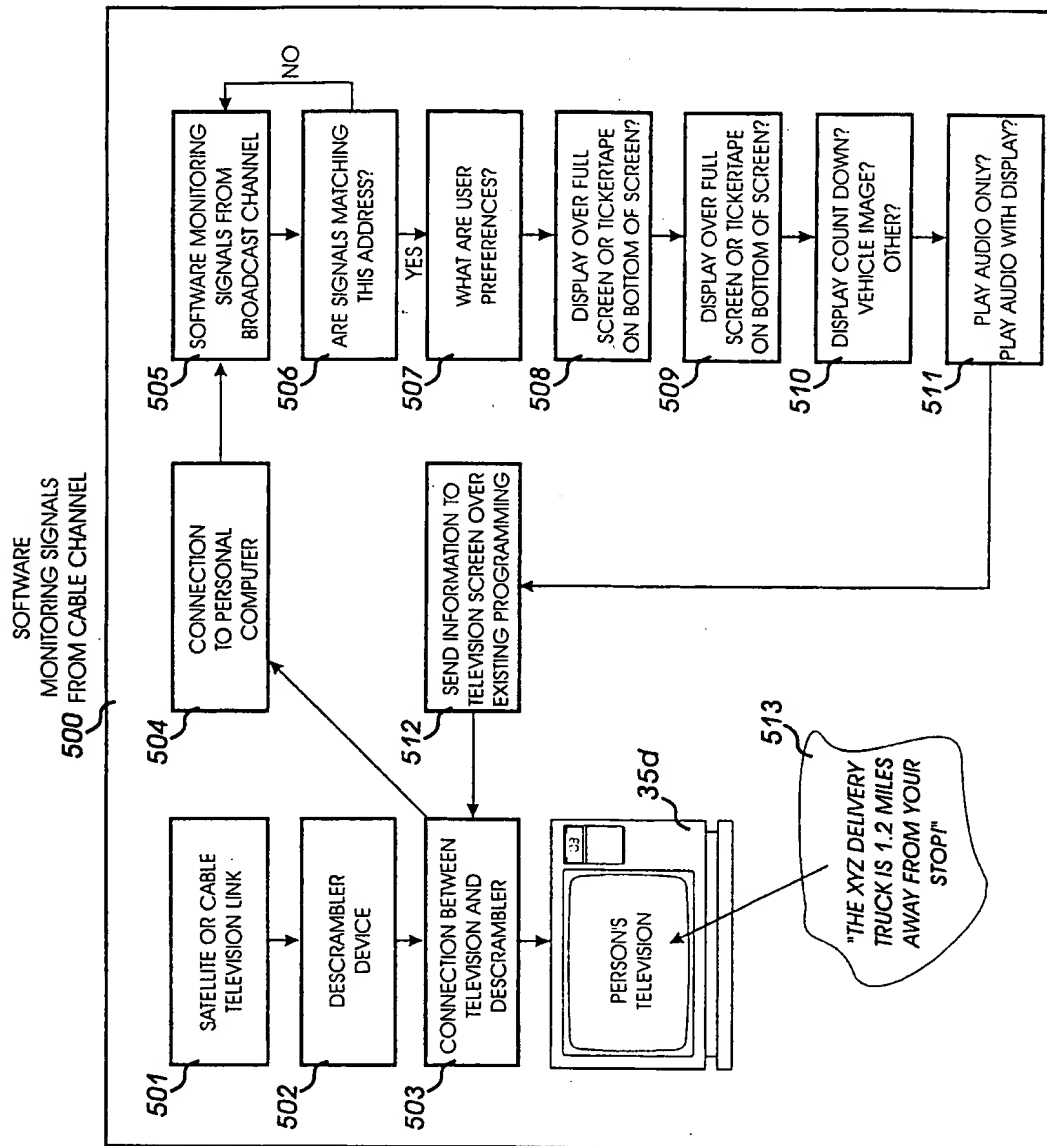 SOFTWARE
MONITORING SIGNALS
FROM CABLE CHANNEL
500
501
SATELLITE OR CABLE
TELEVISION LINK
502
DESCRAMBLER
DEVICE
503
CONNECTION BETWEEN
TELEVISION AND
DESCRAMBLER
35d
PERSON'S
TELEVISION
513
"THE XYZ DELIVERY
TRUCK IS 1.2 MILES
AWAY FROM YOUR
STOP!"
504
CONNECTION
TO PERSONAL
COMPUTER
512
SEND INFORMATION TO
TELEVISION SCREEN OVER
EXISTING PROGRAMMING
505
SOFTWARE MONITORING
SIGNALS FROM
BROADCAST CHANNEL
NO
506
ARE SIGNALS MATCHING
THIS ADDRESS?
YES
507
WHAT ARE USER
PREFERENCES?
508
DISPLAY OVER FULL
SCREEN OR TICKERTAPE
ON BOTTOM OF SCREEN?
509
DISPLAY OVER FULL
SCREEN OR TICKERTAPE
ON BOTTOM OF SCREEN?
510
DISPLAY COUNT DOWN?
VEHICLE IMAGE?
OTHER?
511
PLAY AUDIO ONLY?
PLAY AUDIO WITH DISPLAY?